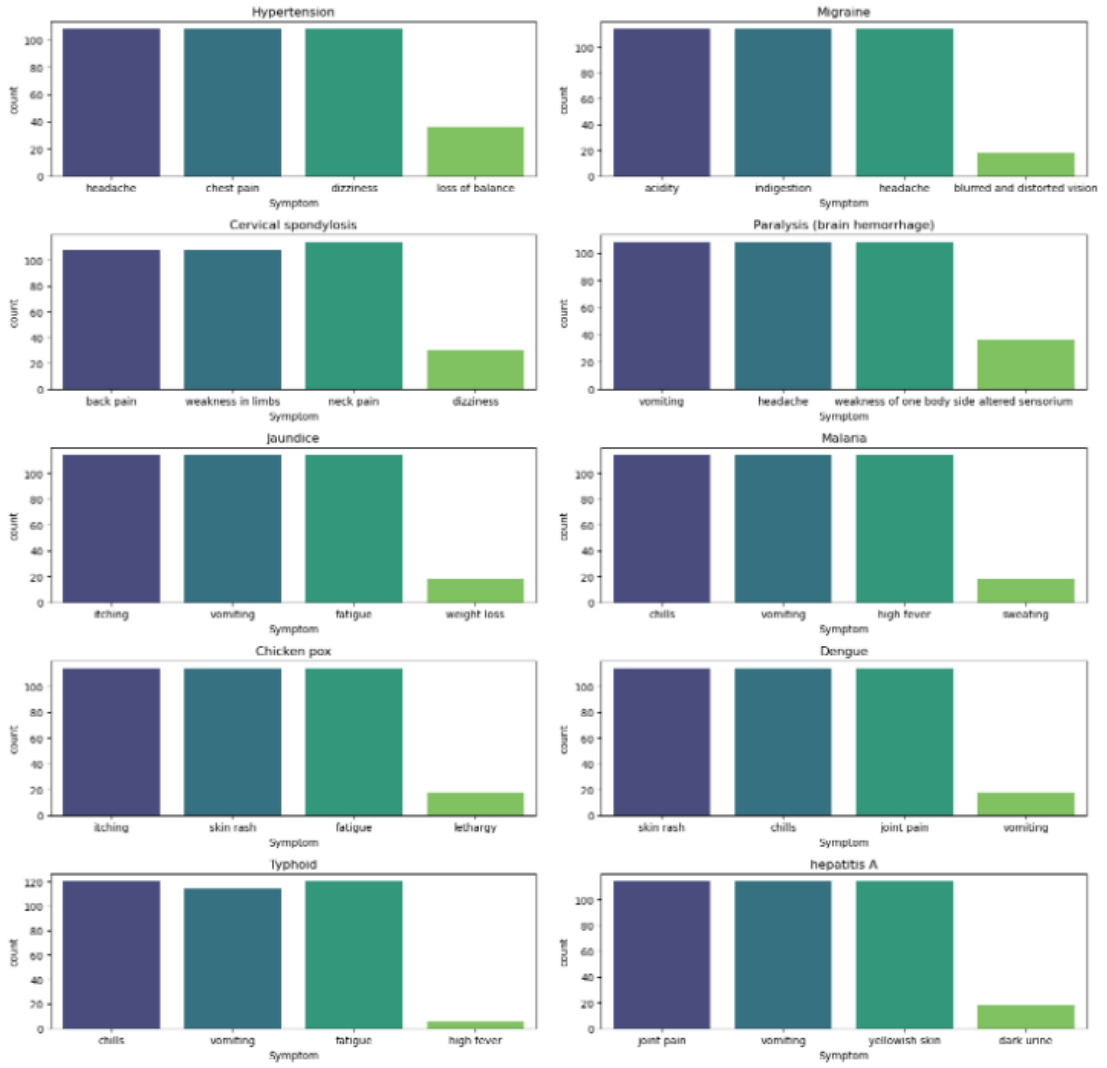 Hypertension
count
100
80
60
40
20
0
headache chest pain dizziness loss of balance
Symptom
Migraine
count
100
80
60
40
20
0
acidity indigestion headache blurred and distorted vision
Symptom
Cervical spondylosis
count
100
80
60
40
20
0
back pain weakness in limbs neck pain dizziness
Symptom
Paralysis (brain hemorrhage)
count
100
80
60
40
20
0
vomiting headache weakness of one body side altered sensorium
Symptom
Jaundice
count
100
80
60
40
20
0
itching vomiting fatigue weight loss
Symptom
Malaria
count
100
80
60
40
20
0
chills vomiting high fever sweating
Symptom
Chicken pox
count
100
80
60
40
20
0
itching skin rash fatigue lethargy
Symptom
Dengue
count
100
80
60
40
20
0
skin rash chills joint pain vomiting
Symptom
Typhoid
count
120
100
80
60
40
20
0
chills vomiting fatigue high fever
Symptom
hepatitis A
count
100
80
60
40
20
0
joint pain vomiting yellowish skin dark urine
Symptom